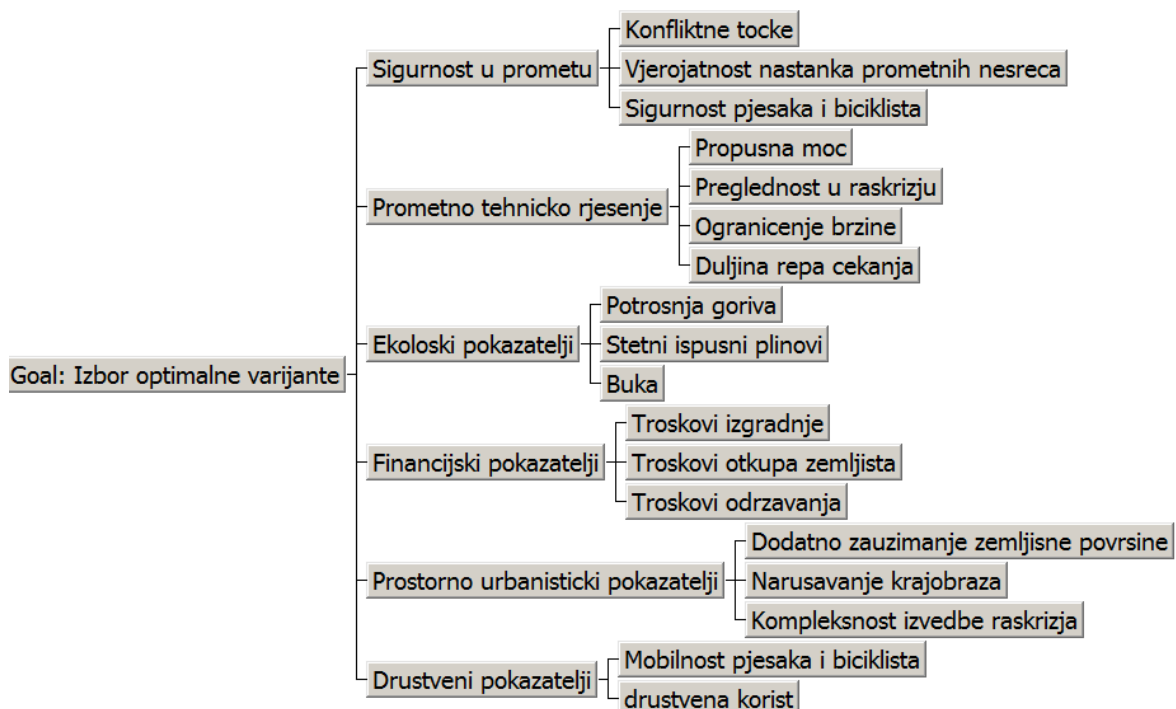 Goal: Izbor optimalne varijante
Sigurnost u prometu
Konfliktne tocke
Vjerojatnost nastanka prometnih nesreca
Sigurnost pjesaka i biciklista
Prometno tehnicko rjesenje
Propusna moc
Preglednost u raskrizju
Ogranicenje brzine
Duljina repa cekanja
Ekoloski pokazatelji
Potrosnja goriva
Stetni ispusni plinovi
Buka
Financijski pokazatelji
Troskovi izgradnje
Troskovi otkupa zemljista
Troskovi odrzavanja
Prostorno urbanisticki pokazatelji
Dodatno zauzimanje zemljisne povrsine
Narusavanje krajobraza
Kompleksnost izvedbe raskrizja
Drustveni pokazatelji
Mobilnost pjesaka i biciklista
drustvena korist